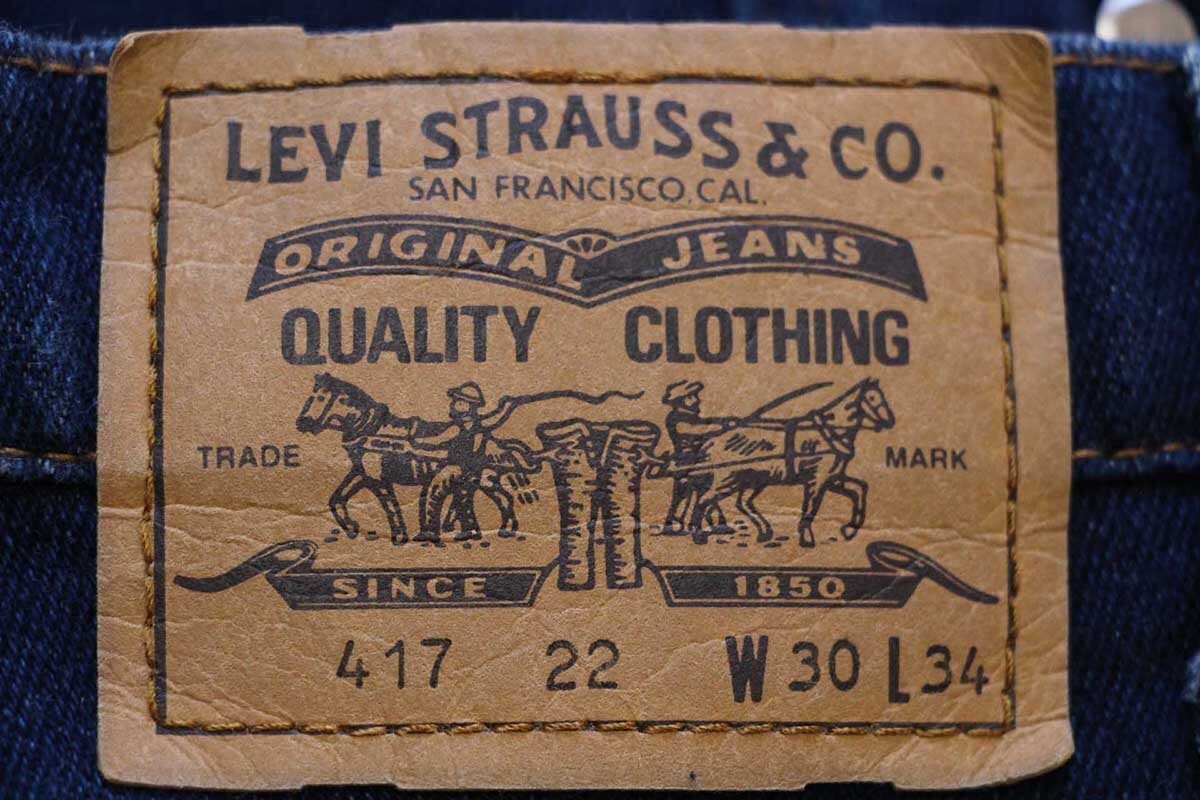 LEVI STRAUSS & CO.
SAN FRANCISCO, CAL.
ORIGINAL JEANS
QUALITY CLOTHING
TRADE MARK
SINCE 1850
417 22 W 30 L 34